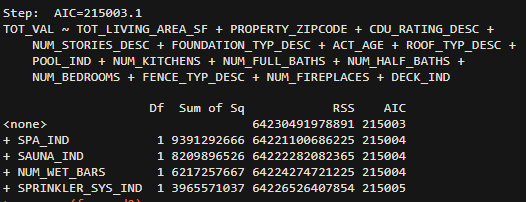 Step:  AIC=215003.1
TOT_VAL ~ TOT_LIVING_AREA_SF + PROPERTY_ZIPCODE + CDU_RATING_DESC +
    NUM_STORIES_DESC + FOUNDATION_TYP_DESC + ACT_AGE + ROOF_TYP_DESC +
    POOL_IND + NUM_KITCHENS + NUM_FULL_BATHS + NUM_HALF_BATHS +
    NUM_BEDROOMS + FENCE_TYP_DESC + NUM_FIREPLACES + DECK_IND
                    Df  Sum of Sq            RSS    AIC
<none>                            64230491978891 215003
+ SPA_IND            1 9391292666 64221100686225 215004
+ SAUNA_IND          1 8209896526 64222282082365 215004
+ NUM_WET_BARS       1 6217257667 64224274721225 215004
+ SPRINKLER_SYS_IND  1 3965571037 64226526407854 215005